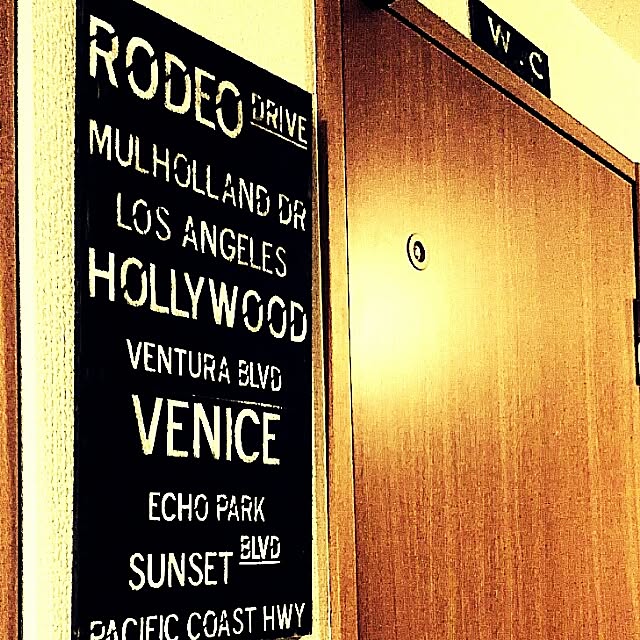 RODEO DRIVE
MULHOLLAND DR
LOS ANGELES
HOLLYWOOD
VENTURA BLVD
VENICE
ECHO PARK
SUNSET BLVD
PACIFIC COAST HWY
W.C